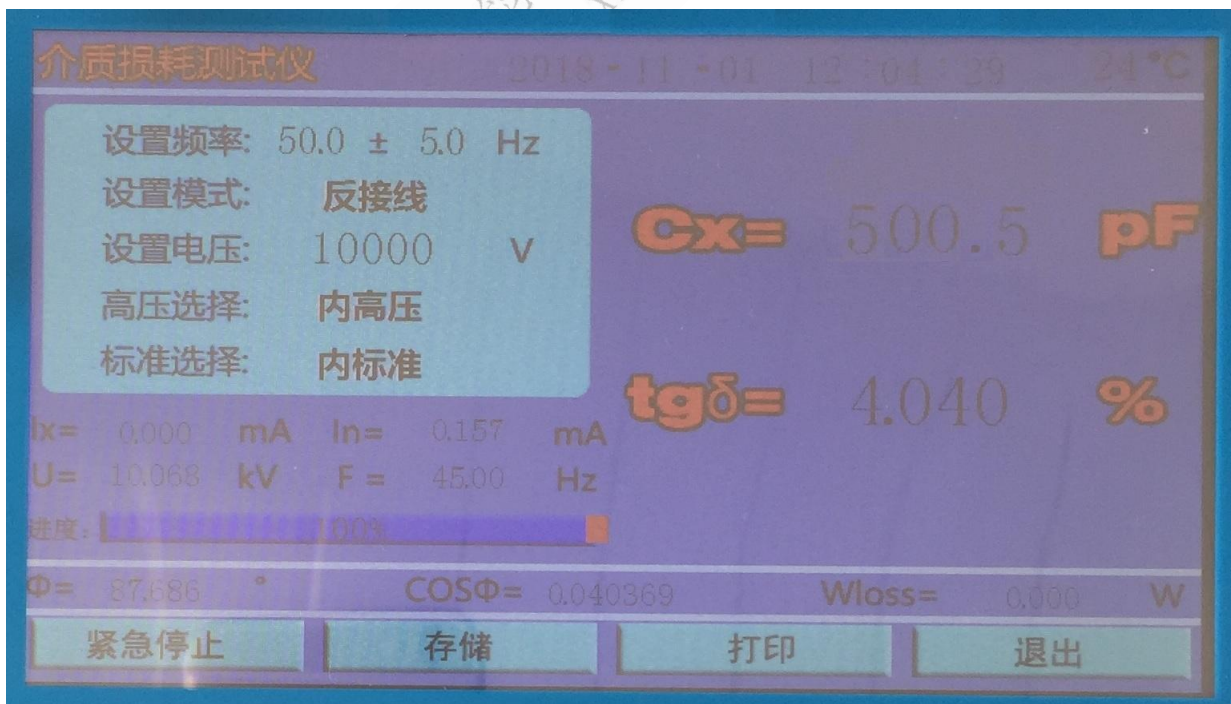 介质损耗测试仪 2018-11-01 12:04:29 24℃
设置频率: 50.0 ± 5.0 Hz
设置模式: 反接线
设置电压: 10000 V
高压选择: 内高压
标准选择: 内标准
Cx= 500.5 pF
tgδ= 4.040 %
Ix= 0.000 mA In= 0.157 mA
U= 10.068 kV F= 45.00 Hz
进度: 100%
Φ= 87.686 ° COSΦ= 0.040369 Wloss= 0.000 W
紧急停止 存储 打印 退出